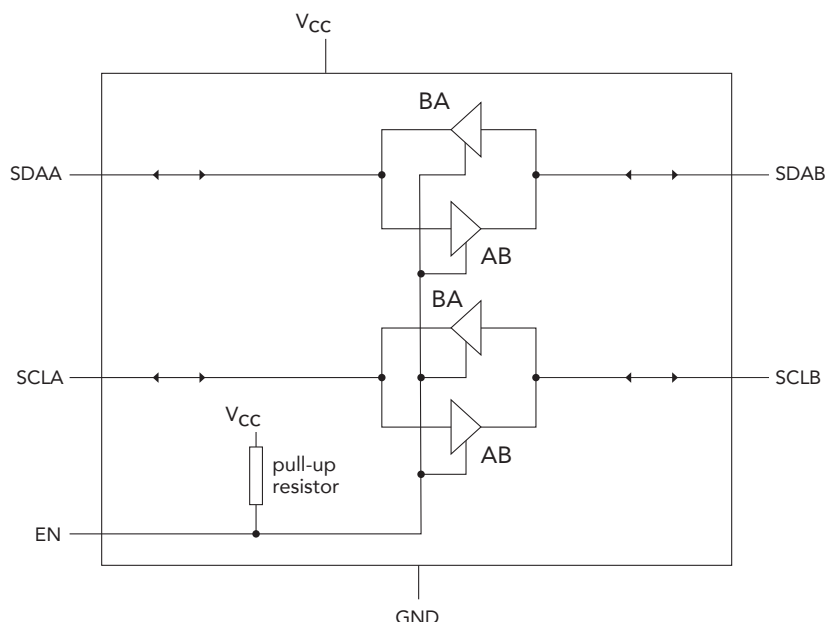 VCC
BA
SDAA
SDAB
AB
BA
SCLA
SCLB
VCC
AB
pull-up
resistor
EN
GND